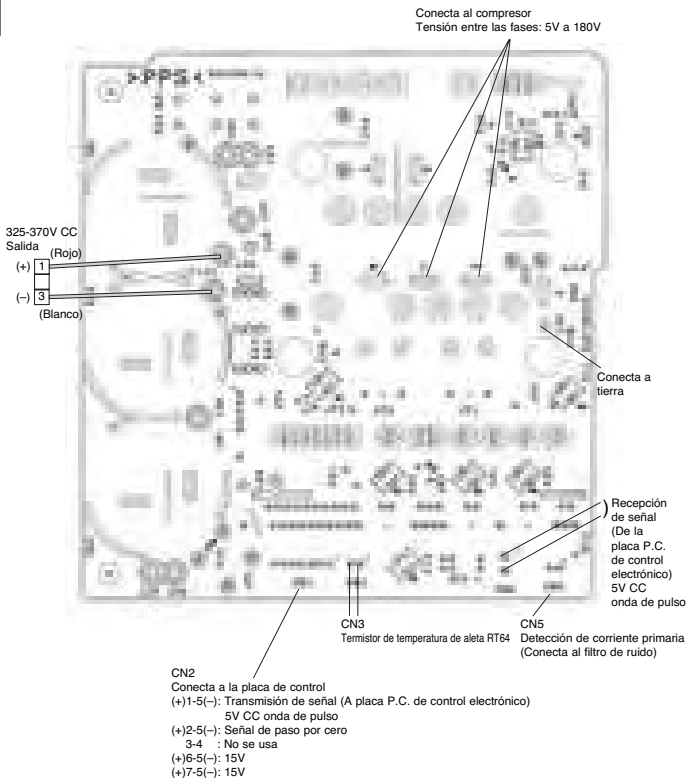 Conecta al compresor
Tensión entre las fases: 5V a 180V
>PPS<
325-370V CC
Salida
(Rojo)
(+) 1
(–) 3
(Blanco)
Conecta a
tierra
Recepción
de señal
(De la
placa P.C.
de control
electrónico)
5V CC
onda de pulso
CN3
Termistor de temperatura de aleta RT64
CN5
Detección de corriente primaria
(Conecta al filtro de ruido)
CN2
Conecta a la placa de control
(+)1-5(–): Transmisión de señal (A placa P.C. de control electrónico)
5V CC onda de pulso
(+)2-5(–): Señal de paso por cero
3-4 : No se usa
(+)6-5(–): 15V
(+)7-5(–): 15V